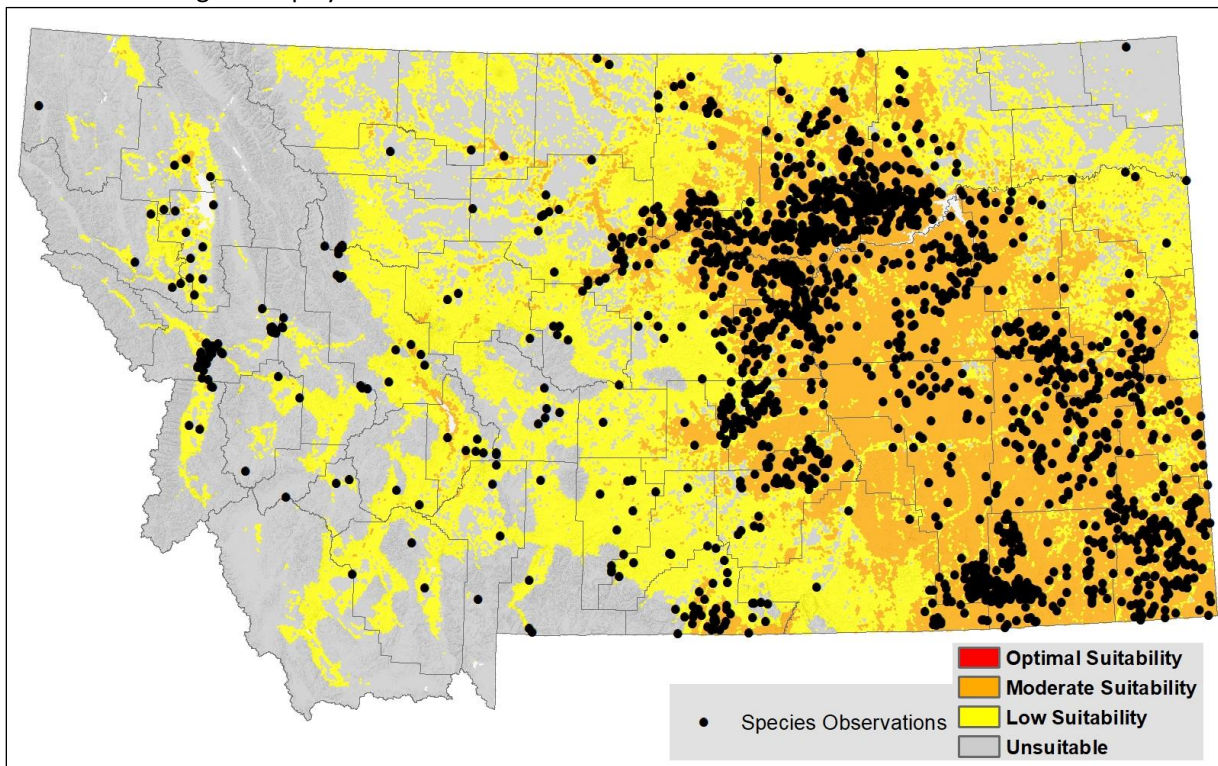 Optimal Suitability
Moderate Suitability
Species Observations
Low Suitability
Unsuitable